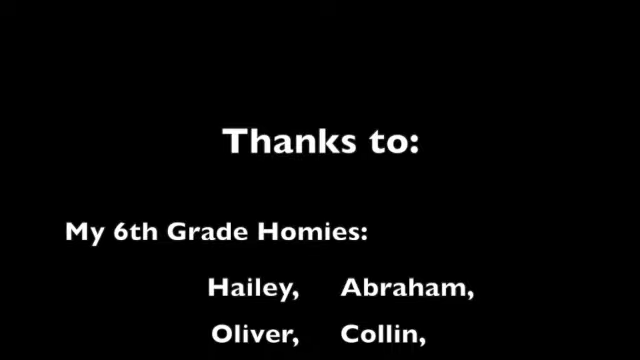 Thanks to:
My 6th Grade Homies:
Hailey, Abraham,
Oliver, Collin,